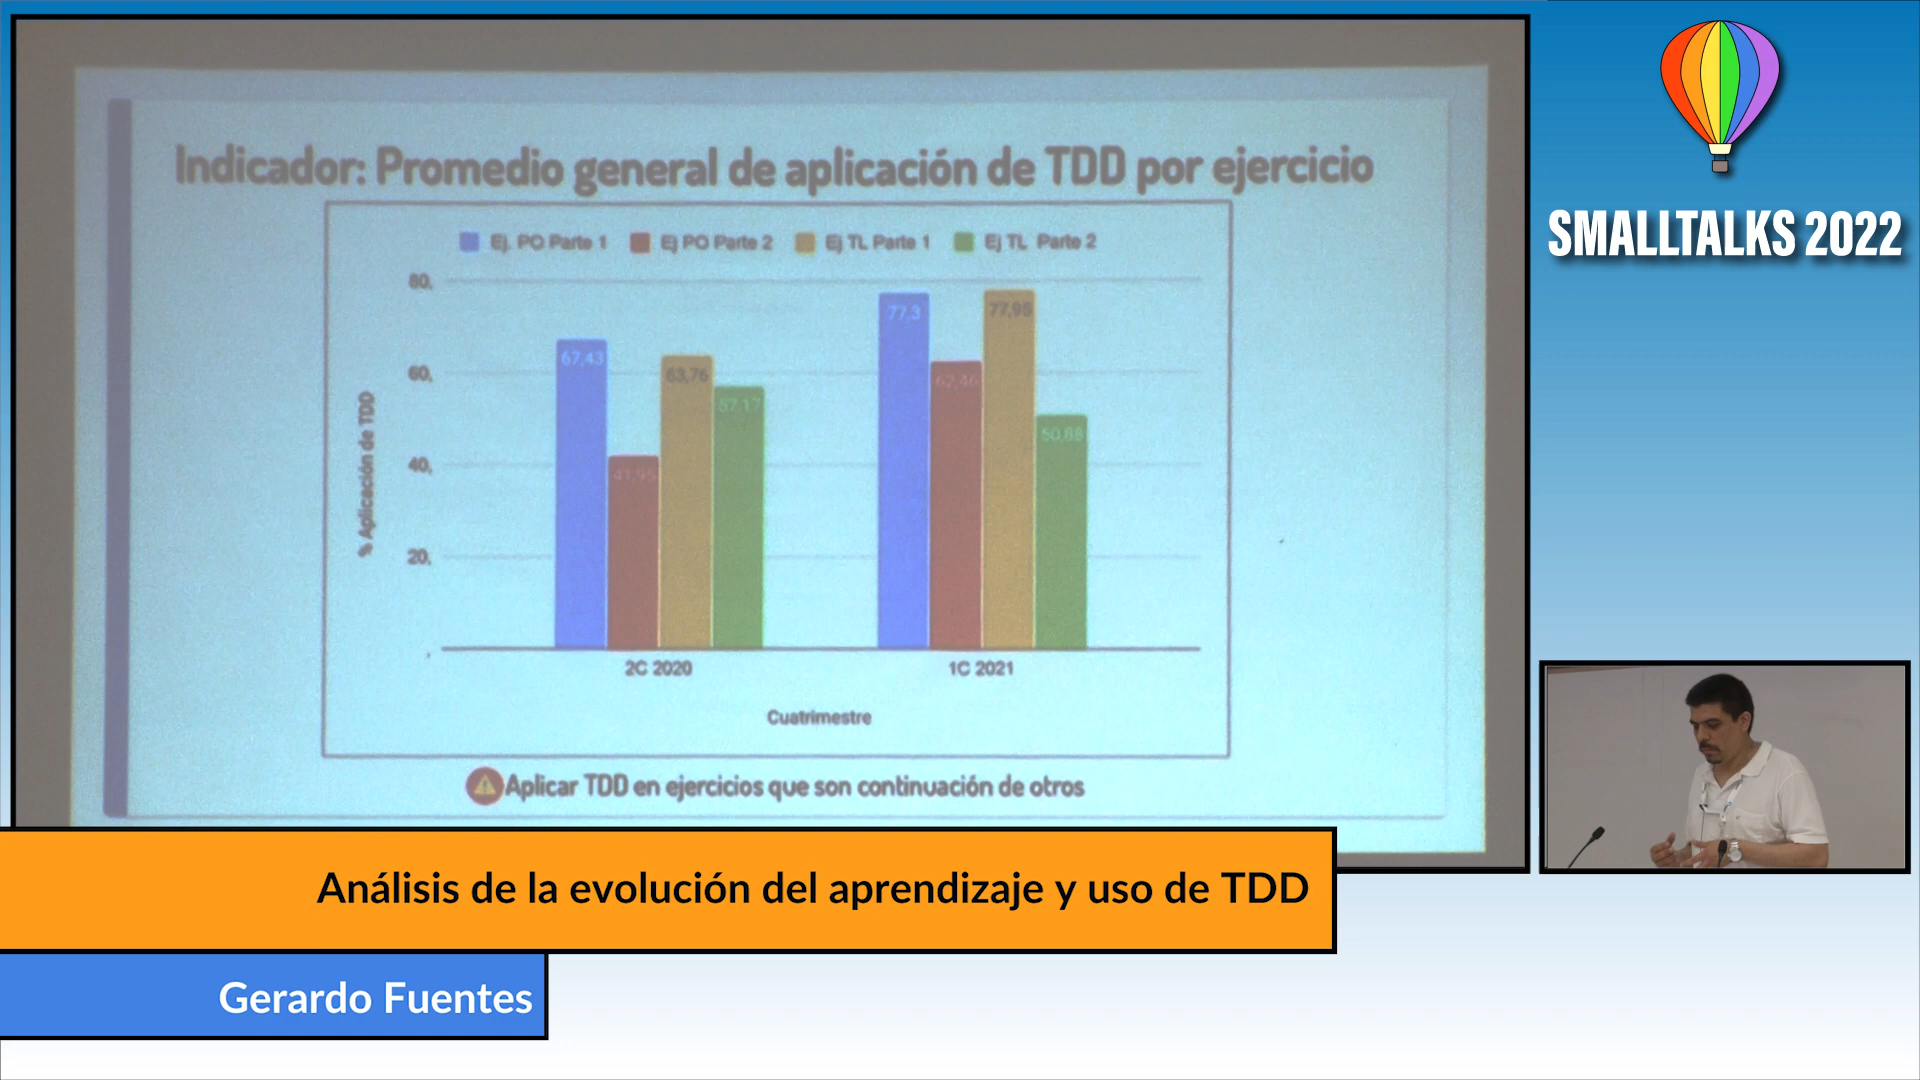 Indicador: Promedio general de aplicación de TDD por ejercicio
Ej. PO Parte 1
Ej PO Parte 2
Ej TL Parte 1
Ej TL Parte 2
80,
60,
40,
20,
% Aplicación de TDD
67,43
41,95
63,76
57,17
77,3
62,46
77,95
50,88
2C 2020
1C 2021
Cuatrimestre
Aplicar TDD en ejercicios que son continuación de otros
SMALLTALKS 2022
Análisis de la evolución del aprendizaje y uso de TDD
Gerardo Fuentes